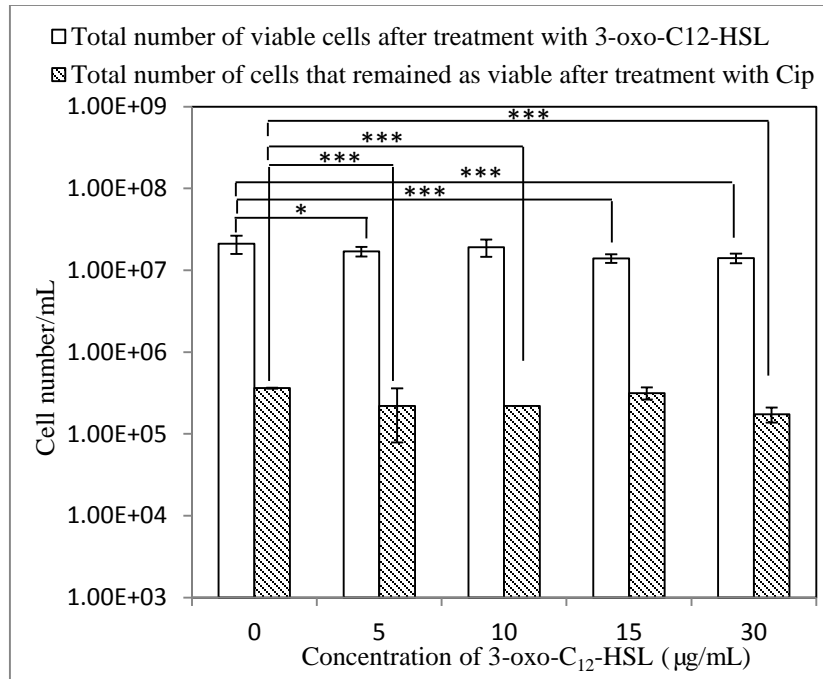 Total number of viable cells after treatment with 3-oxo-C12-HSL
Total number of cells that remained as viable after treatment with Cip
1.00E+09
1.00E+08
1.00E+07
1.00E+06
1.00E+05
1.00E+04
1.00E+03
Cell number/mL
***
***
***
***
***
*
0 5 10 15 30
Concentration of 3-oxo-C₁₂-HSL ( µg/mL)